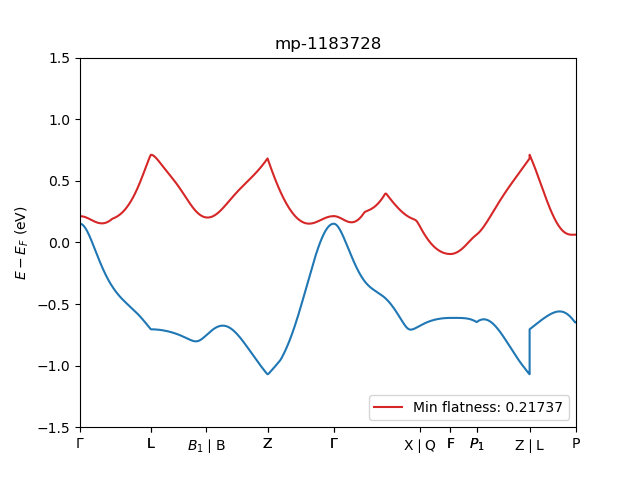 mp-1183728
E − E_F (eV)
1.5
1.0
0.5
0.0
−0.5
−1.0
−1.5
Min flatness: 0.21737
Γ L B₁ | B Z Γ X | Q F P₁ Z | L P